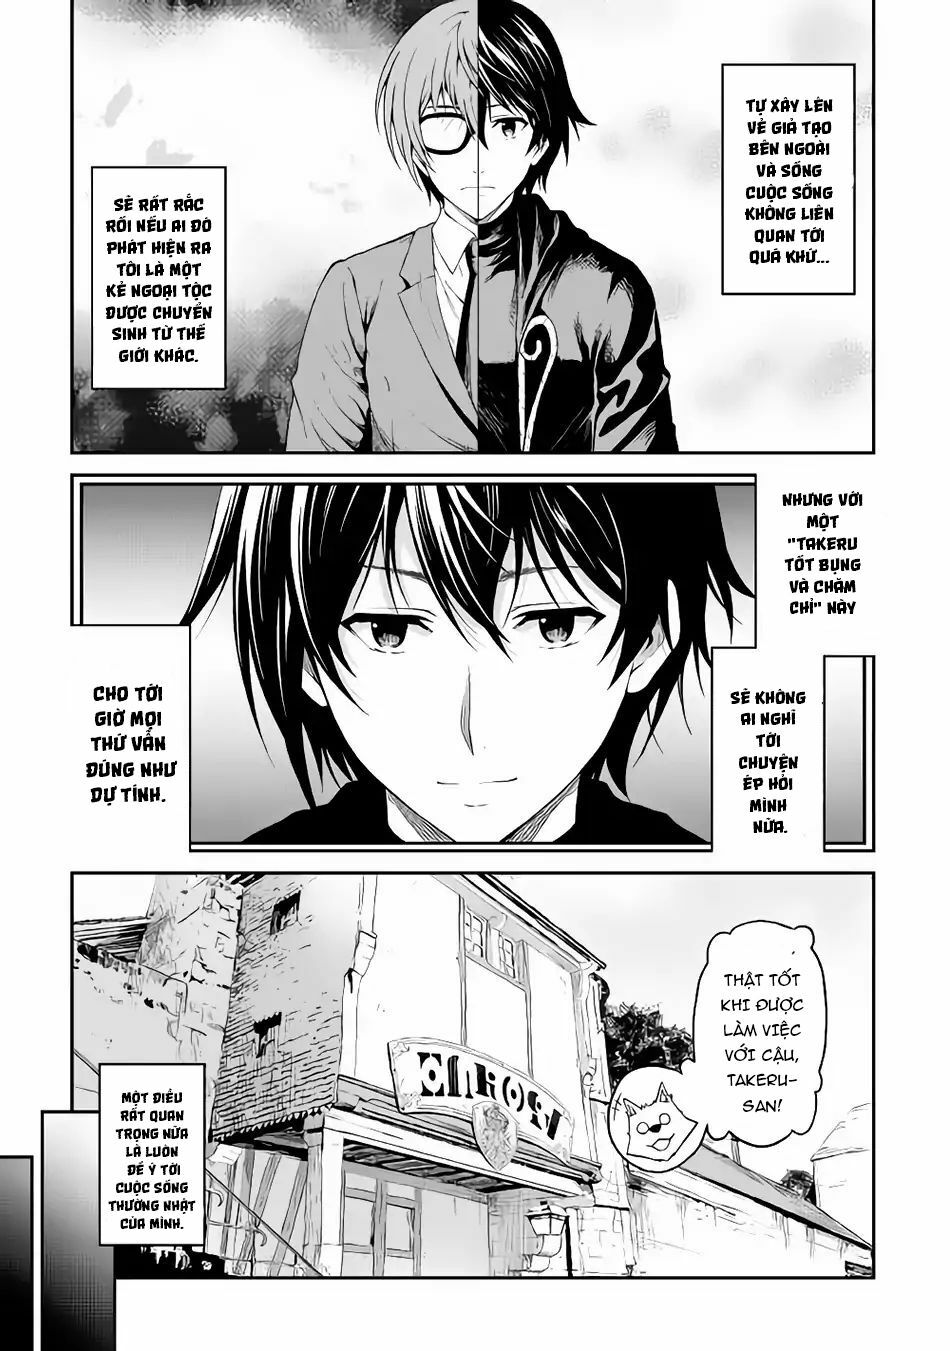 TỰ XÂY LÊN
VẺ GIẢ TẠO
BÊN NGOÀI
VÀ SỐNG
CUỘC SỐNG
KHÔNG LIÊN
QUAN TỚI
QUÁ KHỨ...
SẼ RẤT RẮC
RỐI NẾU AI ĐÓ
PHÁT HIỆN RA
TÔI LÀ MỘT
KẺ NGOẠI TỘC
ĐƯỢC CHUYỂN
SINH TỪ THẾ
GIỚI KHÁC.
NHƯNG VỚI
MỘT
"TAKERU
TỐT BỤNG
VÀ CHĂM
CHỈ" NÀY
SẼ KHÔNG
AI NGHĨ
TỚI
CHUYỆN
ÉP HỎI
MÌNH
NỮA.
CHO TỚI
GIỜ MỌI
THỨ VẪN
ĐÚNG NHƯ
DỰ TÍNH.
THẬT TỐT
KHI ĐƯỢC
LÀM VIỆC
VỚI CẬU,
TAKERU-
SAN!
MỘT ĐIỀU
RẤT QUAN
TRỌNG NỮA
LÀ LUÔN
ĐỂ Ý TỚI
CUỘC SỐNG
THƯỜNG NHẬT
CỦA MÌNH.